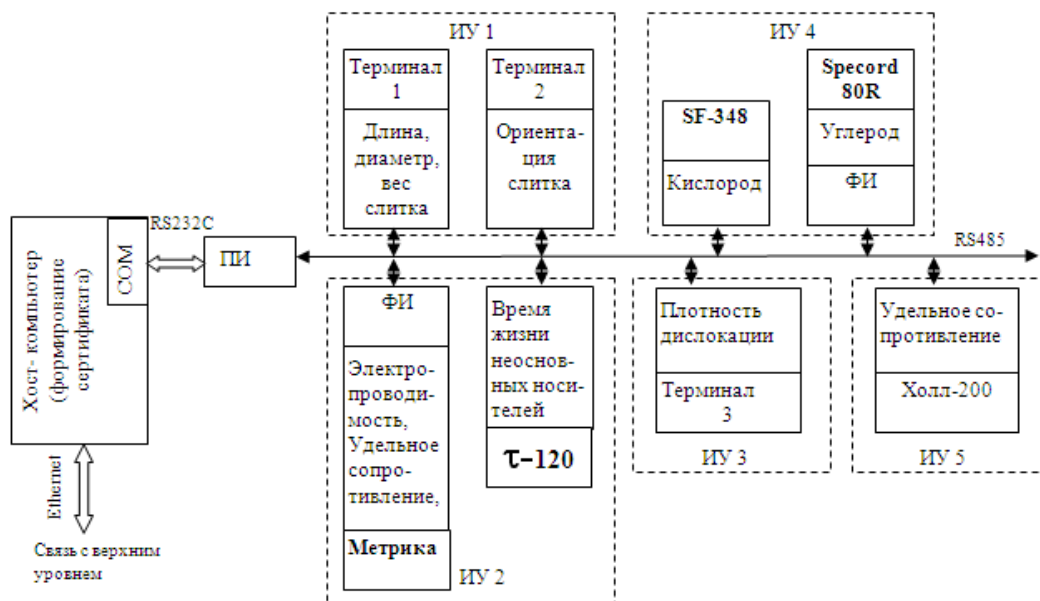 ИУ 1
Терминал
1
Длина,
диаметр,
вес
слитка
Терминал
2
Ориента-
ция
слитка
ИУ 4
SF-348
Кислород
Specord
80R
Углерод
ФИ
Хост- компьютер
(формирование
сертификата)
COM
RS232C
ПИ
RS485
Ethernet
Связь с верхним
уровнем
ФИ
Электро-
проводи-
мость,
Удельное
сопро-
тивление,
Метрика
Время
жизни
неоснов-
ных носи-
телей
τ-120
ИУ 2
Плотность
дислокации
Терминал
3
ИУ 3
Удельное со-
противление
Холл-200
ИУ 5